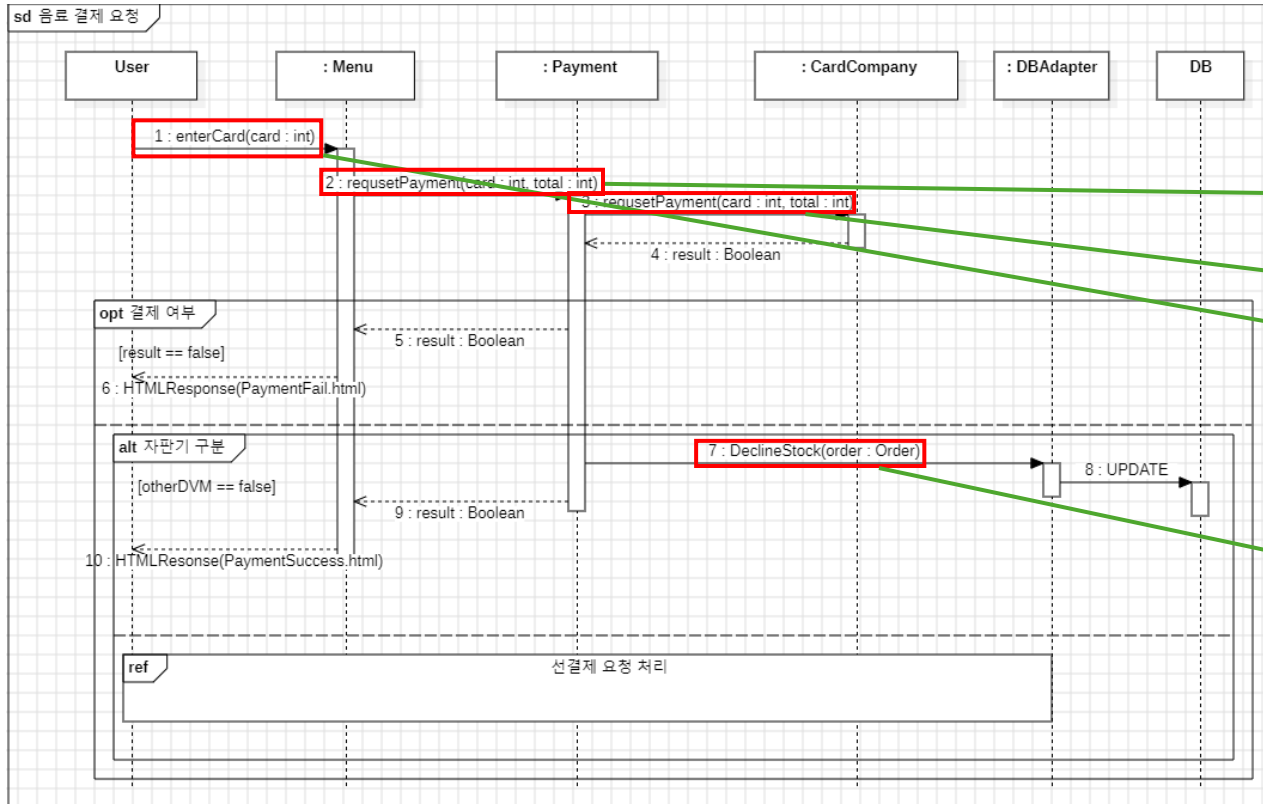 sd 음료 결제 요청
User
: Menu
: Payment
: CardCompany
: DBAdapter
DB
1 : enterCard(card : int)
2 : requsetPayment(card : int, total : int)
3 : requsetPayment(card : int, total : int)
4 : result : Boolean
opt 결제 여부
5 : result : Boolean
[result == false]
6 : HTMLResponse(PaymentFail.html)
alt 자판기 구분
7 : DeclineStock(order : Order)
8 : UPDATE
[otherDVM == false]
9 : result : Boolean
10 : HTMLResonse(PaymentSuccess.html)
ref
선결제 요청 처리